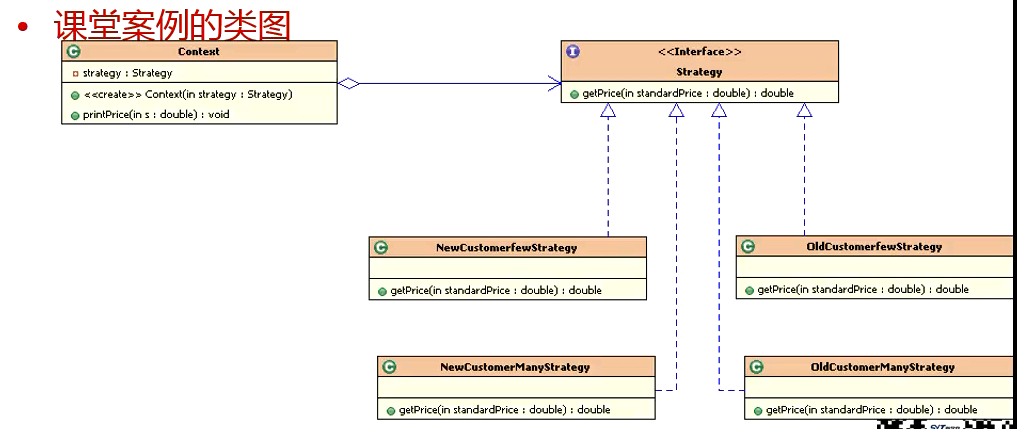 • 课堂案例的类图
Context
strategy : Strategy
<<create>> Context(in strategy : Strategy)
printPrice(in s : double) : void
<<Interface>>
Strategy
getPrice(in standardPrice : double) : double
NewCustomerfewStrategy
getPrice(in standardPrice : double) : double
OldCustomerfewStrategy
getPrice(in standardPrice : double) : double
NewCustomerManyStrategy
getPrice(in standardPrice : double) : double
OldCustomerManyStrategy
getPrice(in standardPrice : double) : double